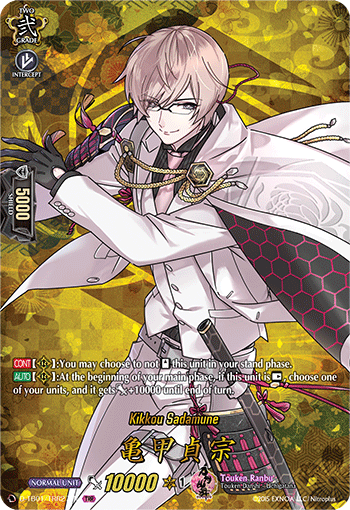 TWO
弐
GRADE
INTERCEPT
5000
SHIELD
CONT【】:You may choose to not this unit in your stand phase.
AUTO【】:At the beginning of your main phase, if this unit is, choose one
of your units, and it gets +10000 until end of turn.
Kikkou Sadamune
亀甲貞宗
NORMAL UNIT
10000
1
Touken Ranbu
Touken Danshi - Uchigatana
©2015 EXNOA LLC/Nitroplus